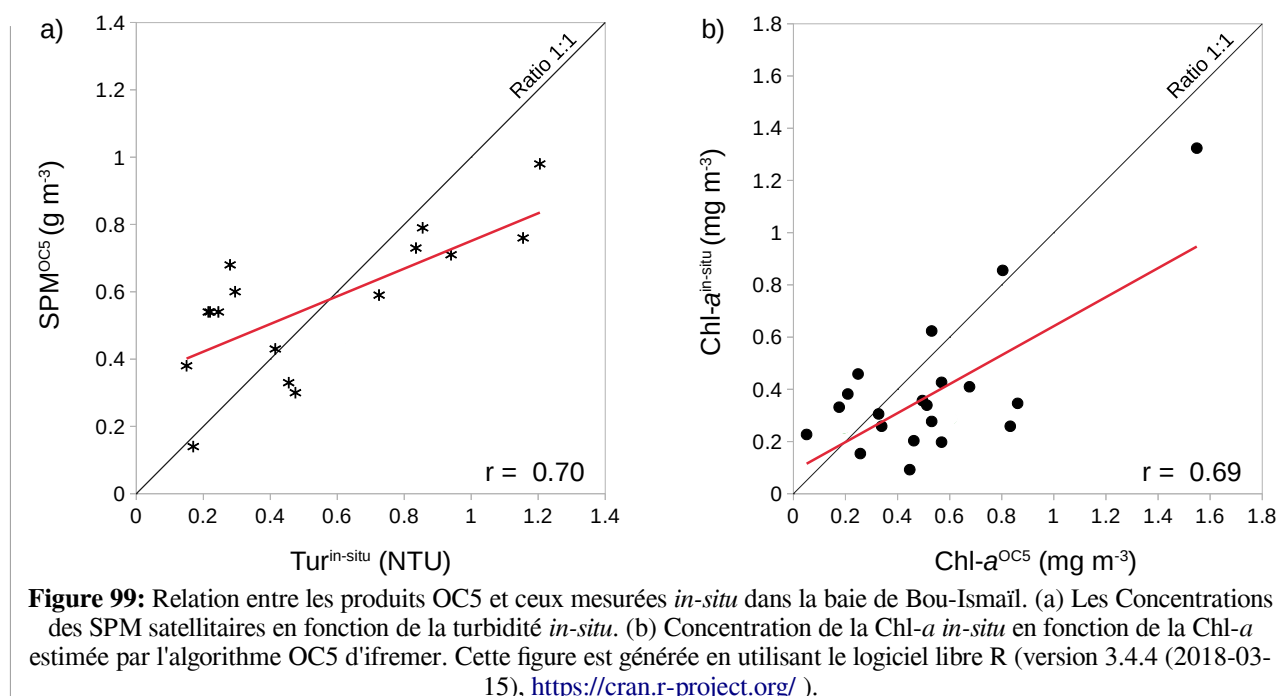 a)
1.4
1.2
1
0.8
0.6
0.4
0.2
0
SPM^OC5 (g m^-3)
Ratio 1:1
r = 0.70
0 0.2 0.4 0.6 0.8 1 1.2 1.4
Tur^in-situ (NTU)
b)
1.8
1.6
1.4
1.2
1
0.8
0.6
0.4
0.2
0
Chl-a^in-situ (mg m^-3)
Ratio 1:1
r = 0.69
0 0.2 0.4 0.6 0.8 1 1.2 1.4 1.6 1.8
Chl-a^OC5 (mg m^-3)
Figure 99: Relation entre les produits OC5 et ceux mesurées in-situ dans la baie de Bou-Ismaïl. (a) Les Concentrations
des SPM satellitaires en fonction de la turbidité in-situ. (b) Concentration de la Chl-a in-situ en fonction de la Chl-a
estimée par l'algorithme OC5 d'ifremer. Cette figure est générée en utilisant le logiciel libre R (version 3.4.4 (2018-03-
15), https://cran.r-project.org/ ).